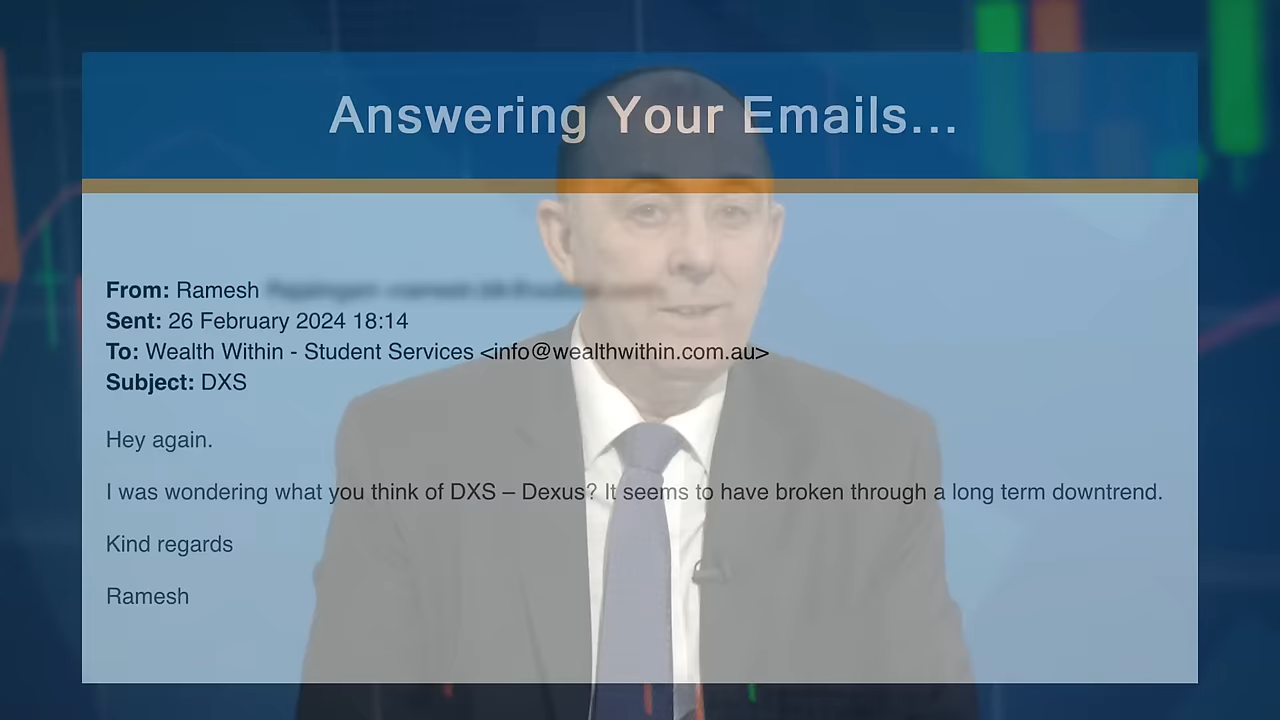 Answering Your Emails...
From: Ramesh
Sent: 26 February 2024 18:14
To: Wealth Within - Student Services <info@wealthwithin.com.au>
Subject: DXS
Hey again.
I was wondering what you think of DXS – Dexus? It seems to have broken through a long term downtrend.
Kind regards
Ramesh